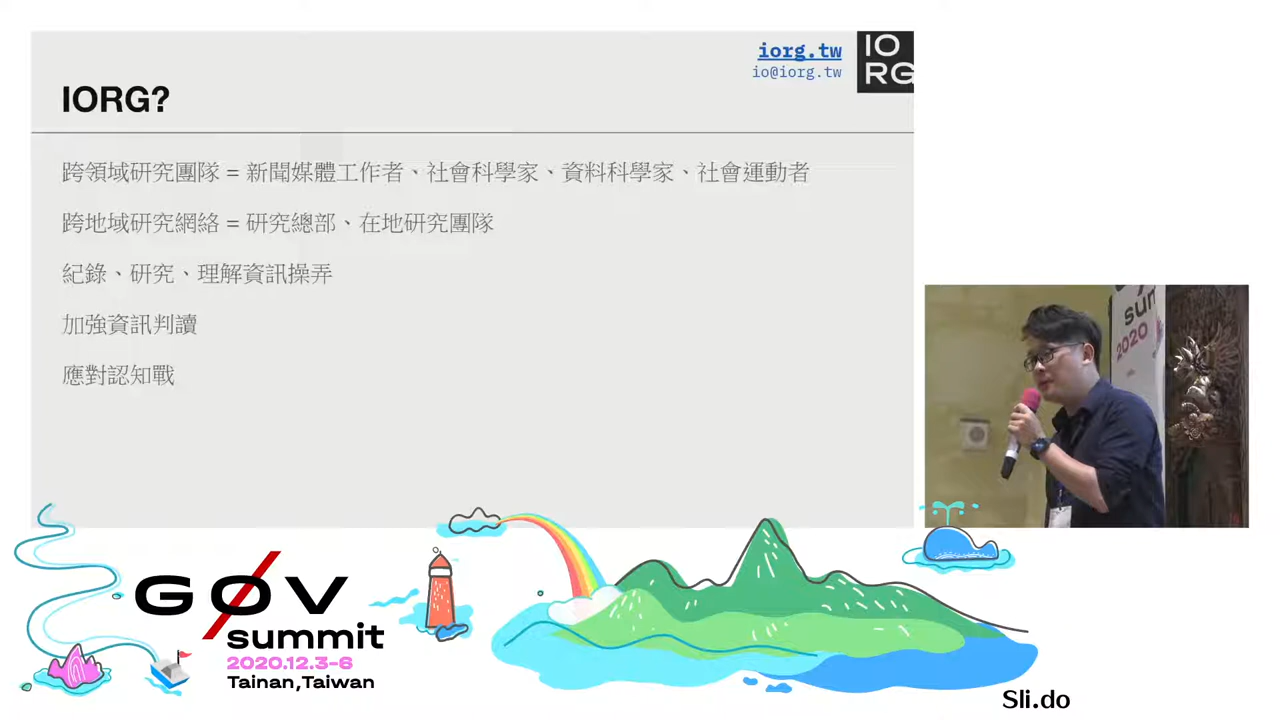 iorg.tw
io@iorg.tw
IO
RG
IORG?
跨領域研究團隊 = 新聞媒體工作者、社會科學家、資料科學家、社會運動者
跨地域研究網絡 = 研究總部、在地研究團隊
紀錄、研究、理解資訊操弄
加強資訊判讀
應對認知戰
sum
2020
GØV
summit
2020.12.3-6
Tainan,Taiwan
Sli.do